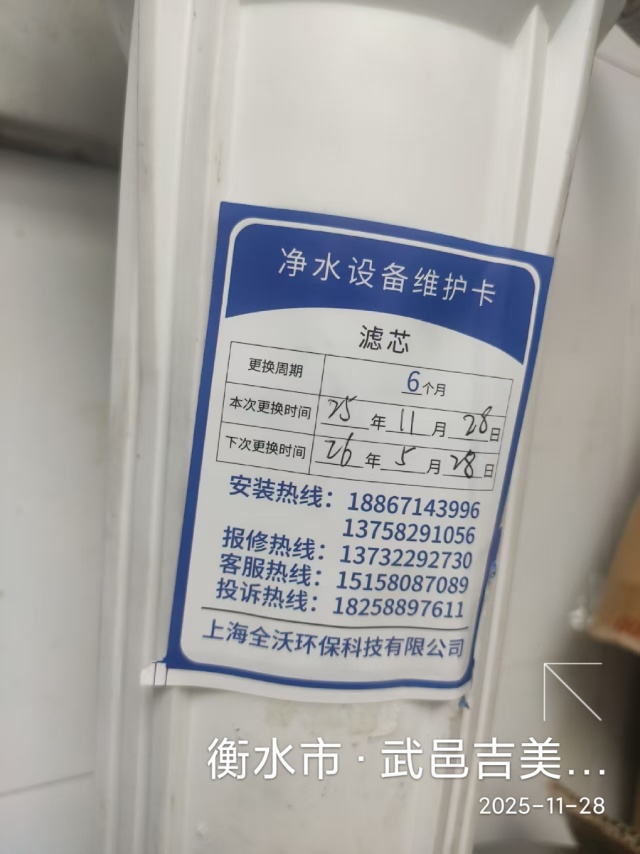 净水设备维护卡
滤芯
更换周期 6个月
本次更换时间 25年11月28日
下次更换时间 26年5月28日
安装热线：18867143996
13758291056
报修热线：13732292730
客服热线：15158087089
投诉热线：18258897611
上海全沃环保科技有限公司
衡水市·武邑吉美...
2025-11-28